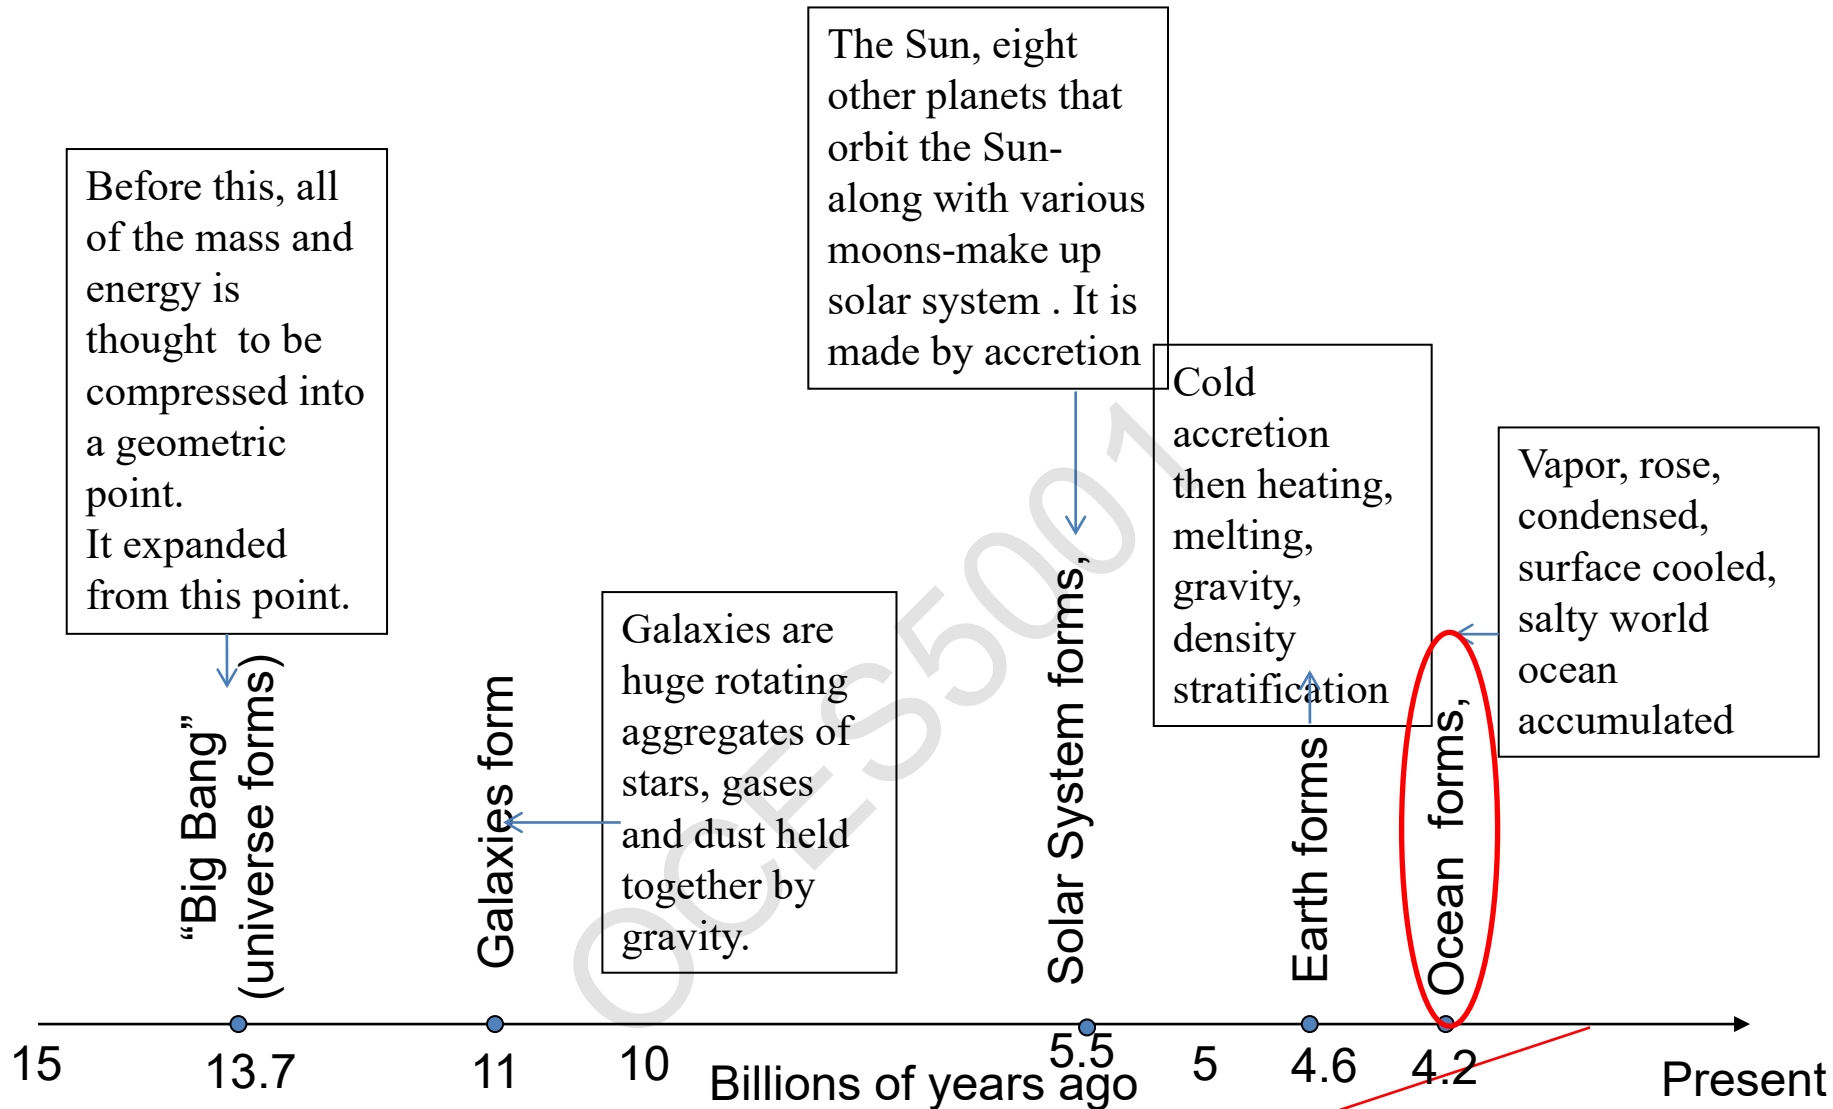 The Sun, eight
other planets that
orbit the Sun-
along with various
moons-make up
solar system . It is
made by accretion
Before this, all
of the mass and
energy is
thought  to be
compressed into
a geometric
point.
It expanded
from this point.
Cold
accretion
then heating,
melting,
gravity,
density
stratification
Vapor, rose,
condensed,
surface cooled,
salty world
ocean
accumulated
Galaxies are
huge rotating
aggregates of
stars, gases
and dust held
together by
gravity.
“Big Bang”
(universe forms)
Galaxies form
Solar System forms,
Earth forms
Ocean  forms,
OCES5001
15
13.7
11
10
5.5
5
4.6
4.2
Billions of years ago
Present